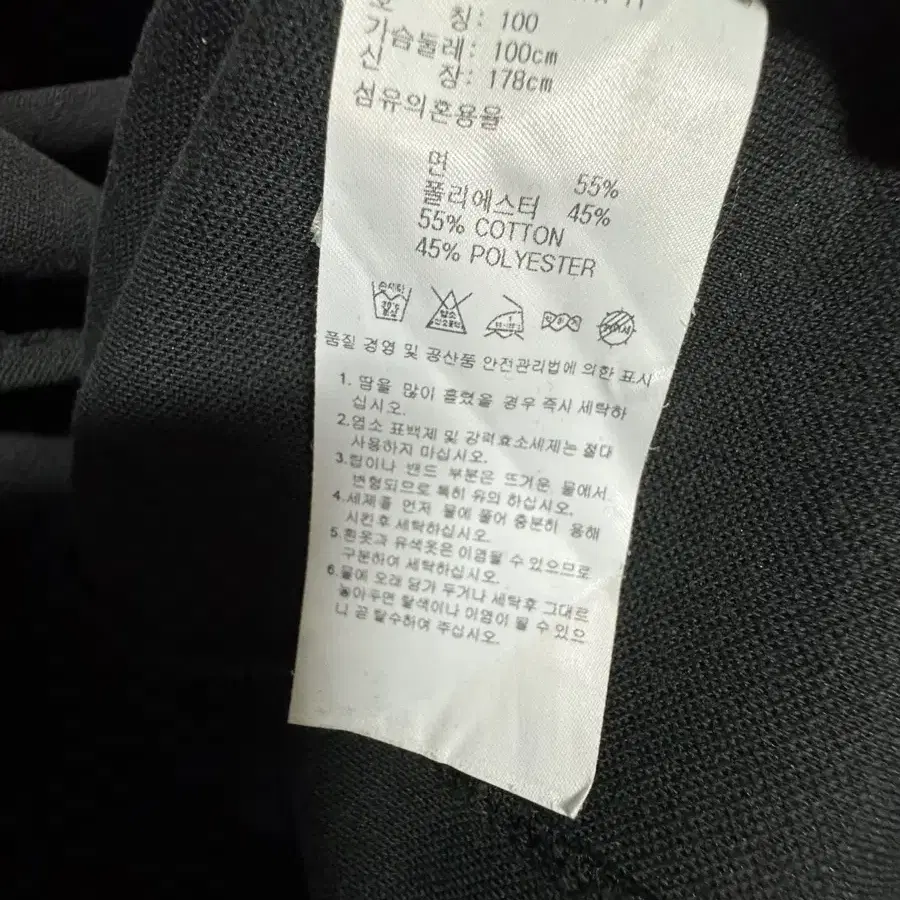 칭: 100
가슴둘레: 100cm
신 장: 178cm
섬유의혼용율
면 55%
폴리에스터 45%
55% COTTON
45% POLYESTER
품질 경영 및 공산품 안전관리법에 의한 표시
1. 땀을 많이 흘렸을 경우 즉시 세탁하
십시오.
2.염소 표백제 및 강력효소세제는 절대
사용하지 마십시오.
3.립이나 밴드 부분은 뜨거운 물에서
변형되므로 특히 유의 하십시오.
4.세제를 먼저 물에 풀어 충분히 용해
시킨후 세탁하십시오.
5.흰옷과 유색옷은 이염될 수 있으므로
구분하여 세탁하십시오.
6.물에 오래 담가 두거나 세탁후 그대로
놓아두면 탈색이나 이염이 될 수 있으
니 곧 탈수하여 주십시오.